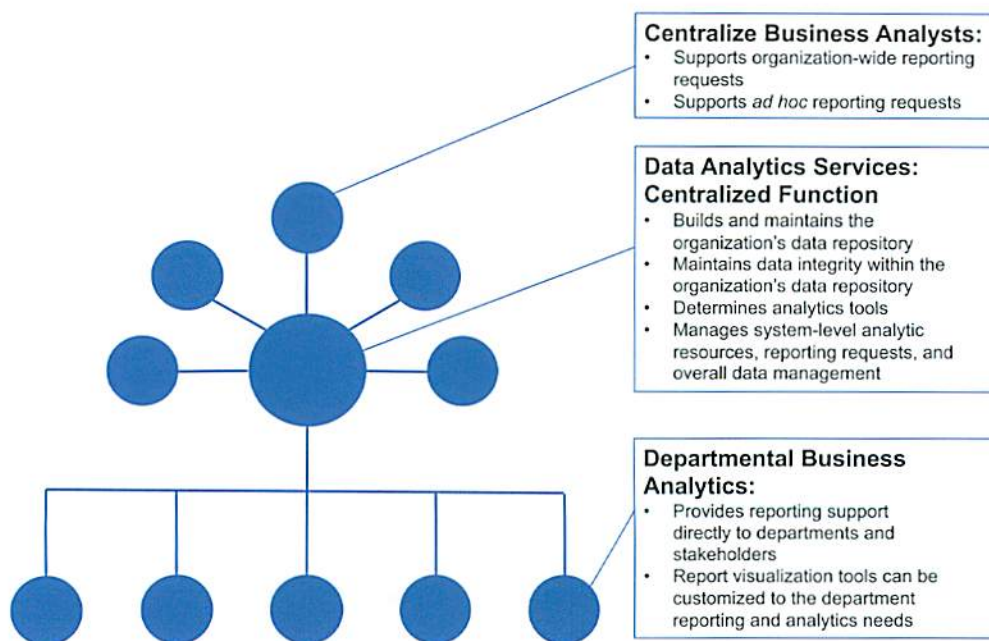 Centralize Business Analysts:
• Supports organization-wide reporting
requests
• Supports ad hoc reporting requests
Data Analytics Services:
Centralized Function
• Builds and maintains the
organization's data repository
• Maintains data integrity within the
organization's data repository
• Determines analytics tools
• Manages system-level analytic
resources, reporting requests, and
overall data management
Departmental Business
Analytics:
• Provides reporting support
directly to departments and
stakeholders
• Report visualization tools can be
customized to the department
reporting and analytics needs